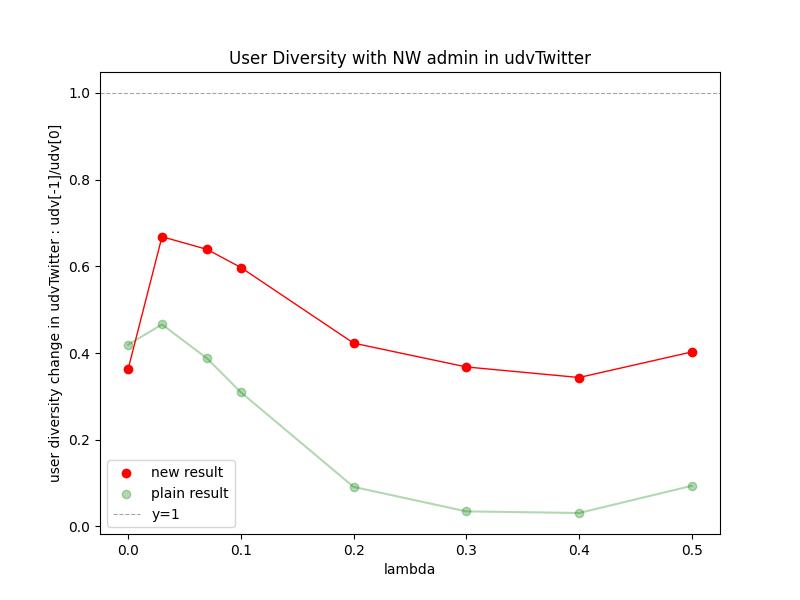 User Diversity with NW admin in udvTwitter
user diversity change in udvTwitter : udv[-1]/udv[0]
1.0
0.8
0.6
0.4
0.2
0.0
new result
plain result
y=1
0.0 0.1 0.2 0.3 0.4 0.5
lambda